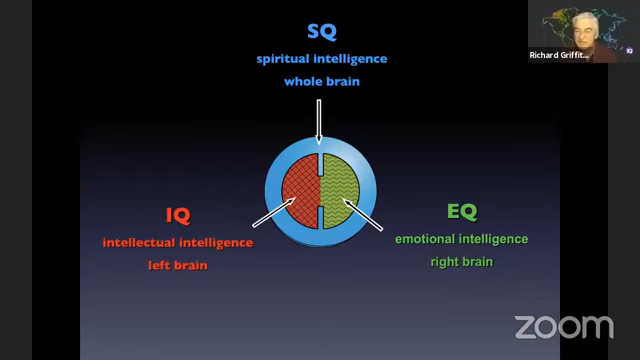 SQ
spiritual intelligence
whole brain
Richard Griffit...
IQ
intellectual intelligence
left brain
EQ
emotional intelligence
right brain
zoom